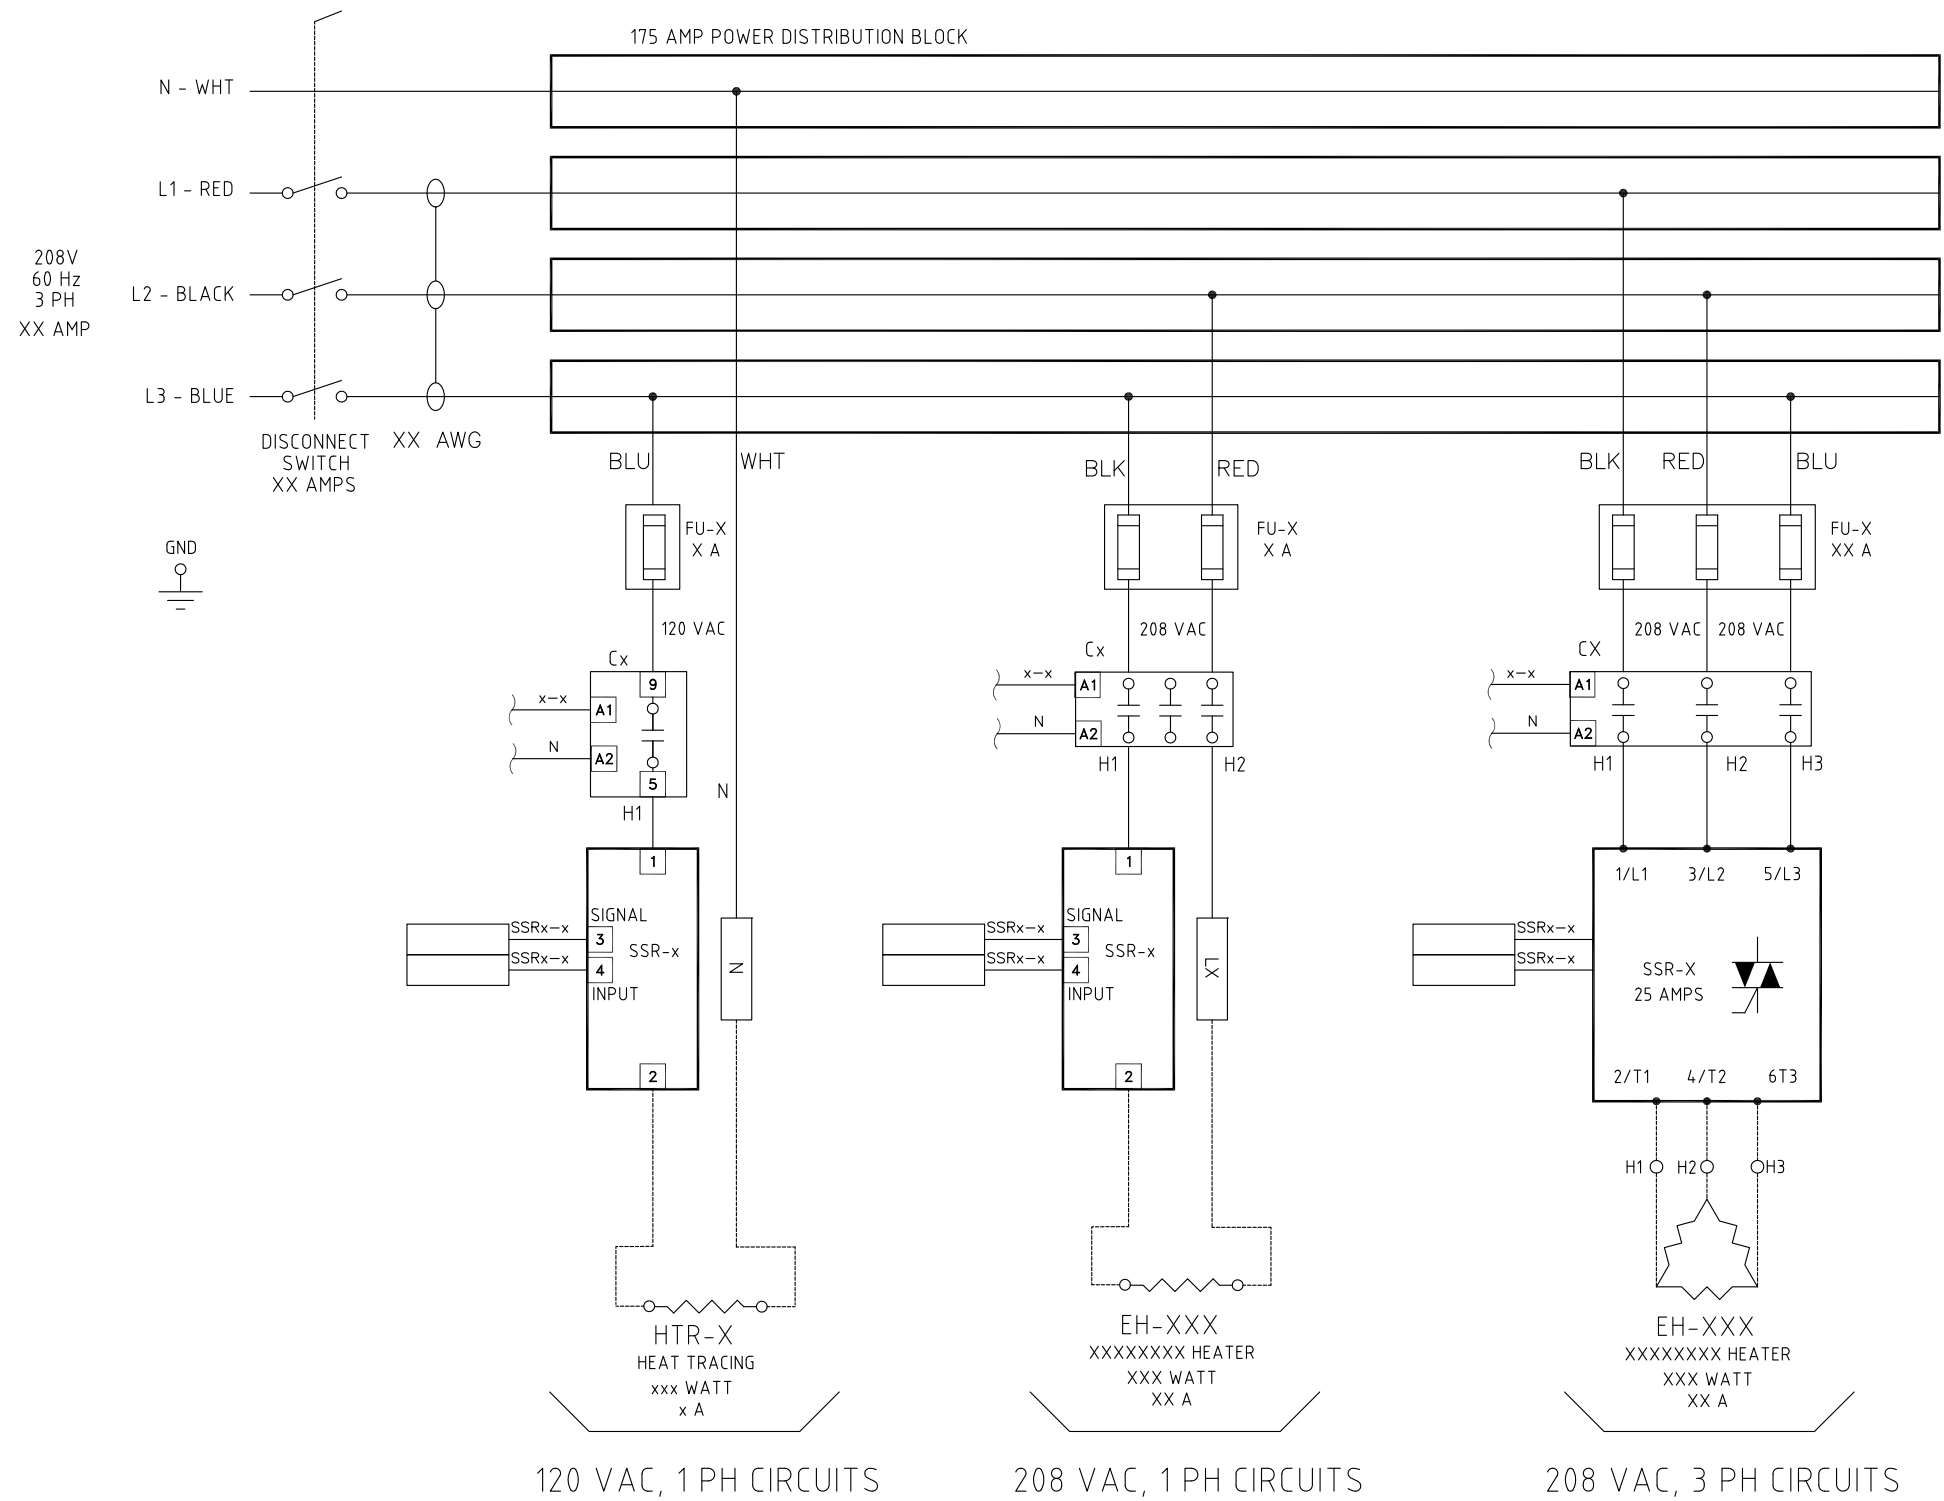 175 AMP POWER DISTRIBUTION BLOCK
N - WHT
L1 - RED
L2 - BLACK
L3 - BLUE
208V
60 Hz
3 PH
XX AMP
DISCONNECT
SWITCH
XX AMPS
XX AWG
GND
BLU
WHT
FU-X
X A
120 VAC
Cx
9
x-x
A1
N
A2
5
H1
N
1
SIGNAL
SSRx-x
3
SSR-x
SSRx-x
4
INPUT
N
2
HTR-X
HEAT TRACING
xxx WATT
x A
120 VAC, 1 PH CIRCUITS
BLK
RED
FU-X
X A
208 VAC
Cx
x-x
A1
N
A2
H1
H2
1
SIGNAL
SSRx-x
3
SSR-x
SSRx-x
4
INPUT
LX
2
EH-XXX
XXXXXXXX HEATER
XXX WATT
XX A
208 VAC, 1 PH CIRCUITS
BLK
RED
BLU
FU-X
XX A
208 VAC
208 VAC
CX
x-x
A1
N
A2
H1
H2
H3
1/L1
3/L2
5/L3
SSRx-x
SSRx-x
SSR-X
25 AMPS
2/T1
4/T2
6T3
H1
H2
H3
EH-XXX
XXXXXXXX HEATER
XXX WATT
XX A
208 VAC, 3 PH CIRCUITS